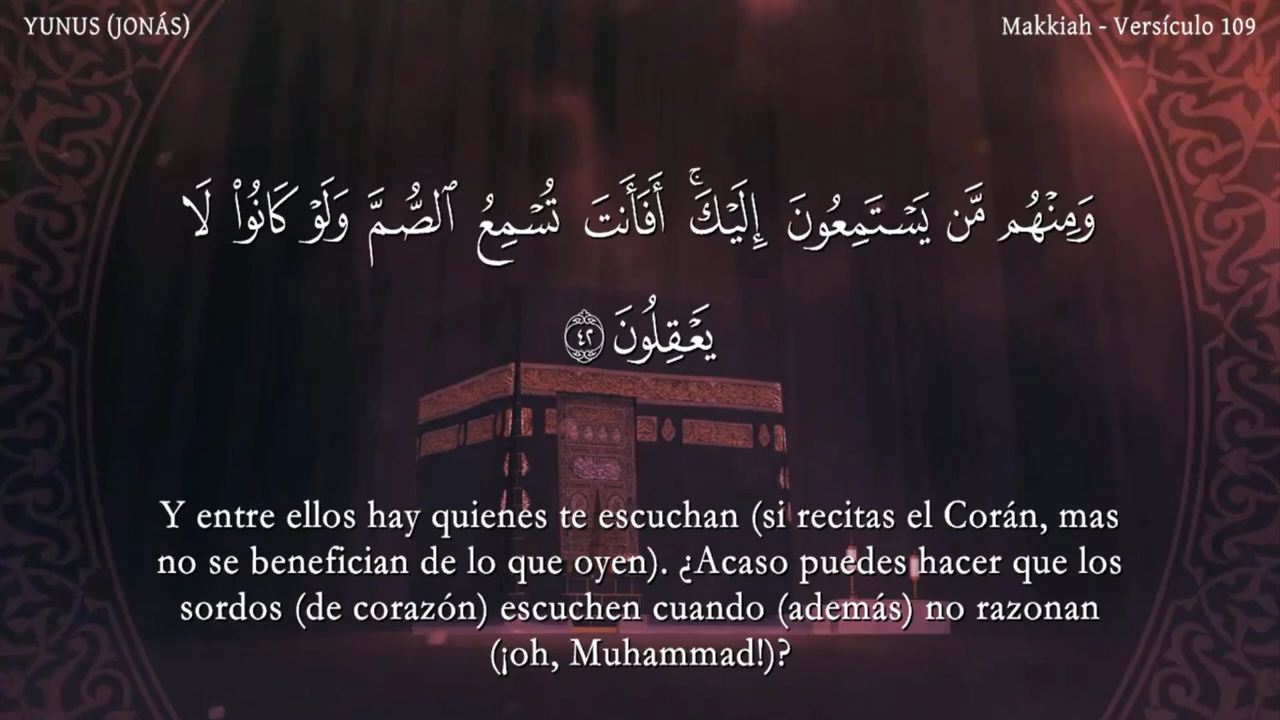 YUNUS (JONÁS)
Makkiah - Versículo 109
وَمِنْهُم مَّن يَسْتَمِعُونَ إِلَيْكَ ۚ أَفَأَنتَ تُسْمِعُ ٱلصُّمَّ وَلَوْ كَانُوا۟ لَا
يَعْقِلُونَ ٤٢
Y entre ellos hay quienes te escuchan (si recitas el Corán, mas
no se benefician de lo que oyen). ¿Acaso puedes hacer que los
sordos (de corazón) escuchen cuando (además) no razonan
(¡oh, Muhammad!)?